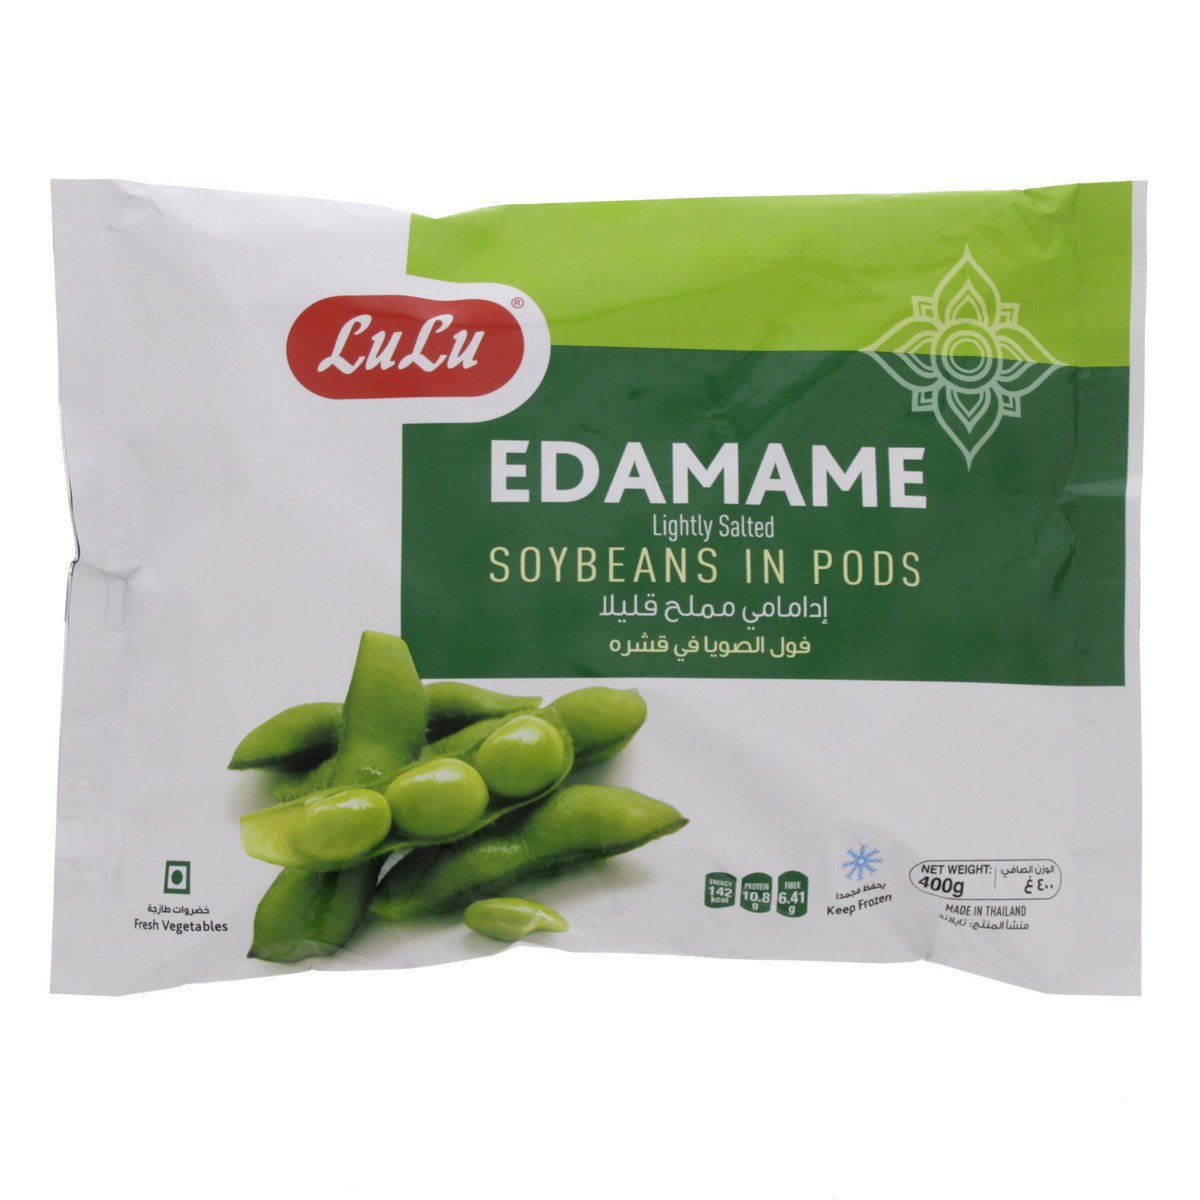 LuLu®
EDAMAME
Lightly Salted
SOYBEANS IN PODS
إدامامي مملح قليلا
فول الصويا في قشره
خضروات طازجة
Fresh Vegetables
ENERGY
142
kcal
PROTEIN
10.8
g
FIBER
6.41
g
يحفظ مجمدا
Keep Frozen
NET WEIGHT: الوزن الصافي:
400g ٤٠٠ غ
MADE IN THAILAND
منشأ المنتج: تايلاند